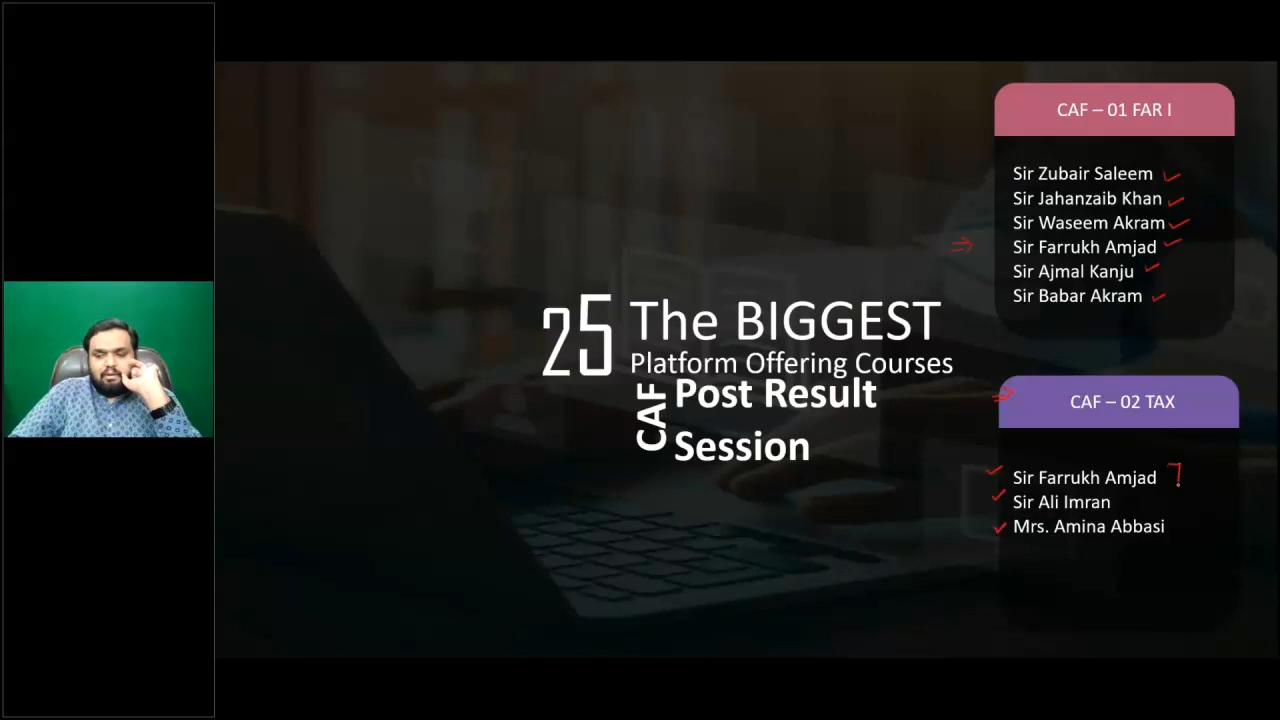 25 The BIGGEST
Platform Offering Courses
CAF Post Result
Session
CAF – 01 FAR I
Sir Zubair Saleem
Sir Jahanzaib Khan
Sir Waseem Akram
Sir Farrukh Amjad
Sir Ajmal Kanju
Sir Babar Akram
CAF – 02 TAX
Sir Farrukh Amjad
Sir Ali Imran
Mrs. Amina Abbasi